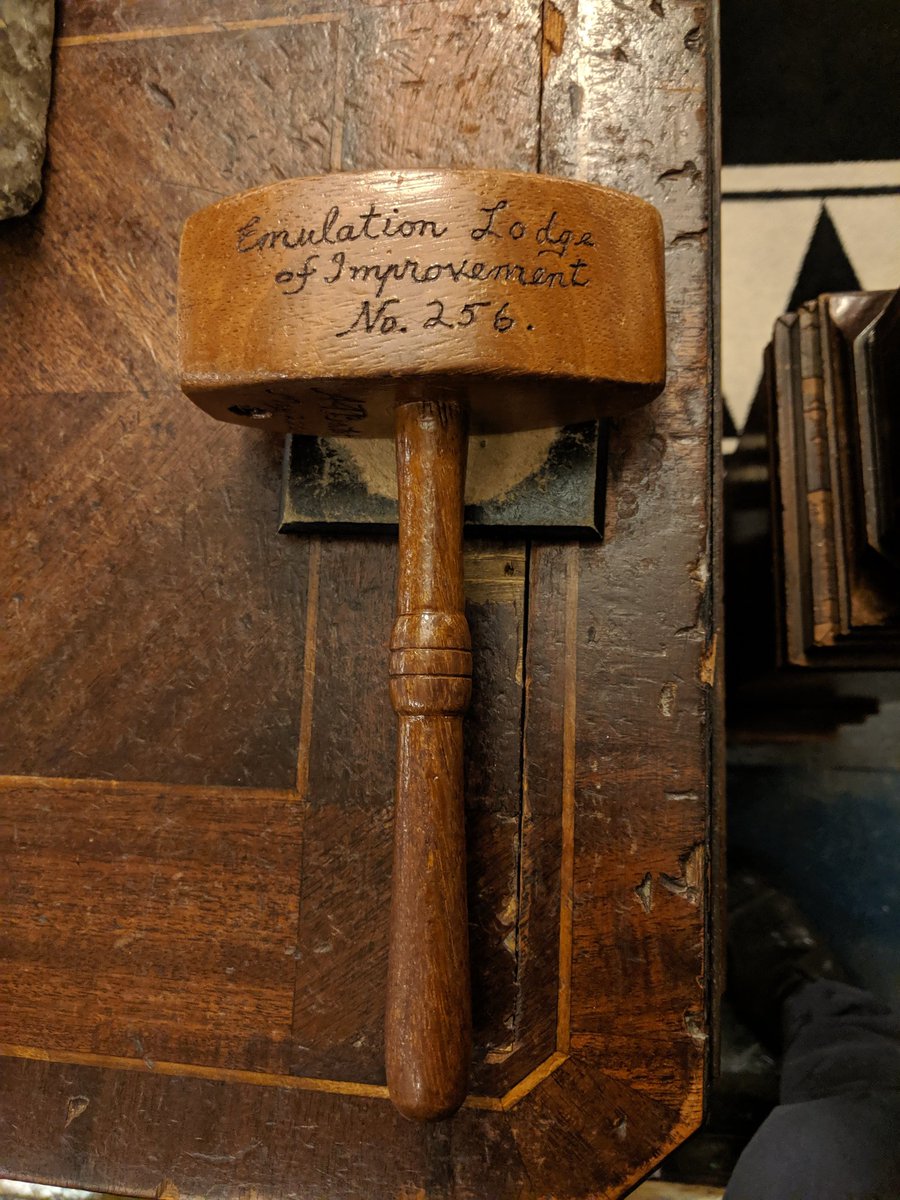 Emulation Lodge
of Improvement
No. 256.